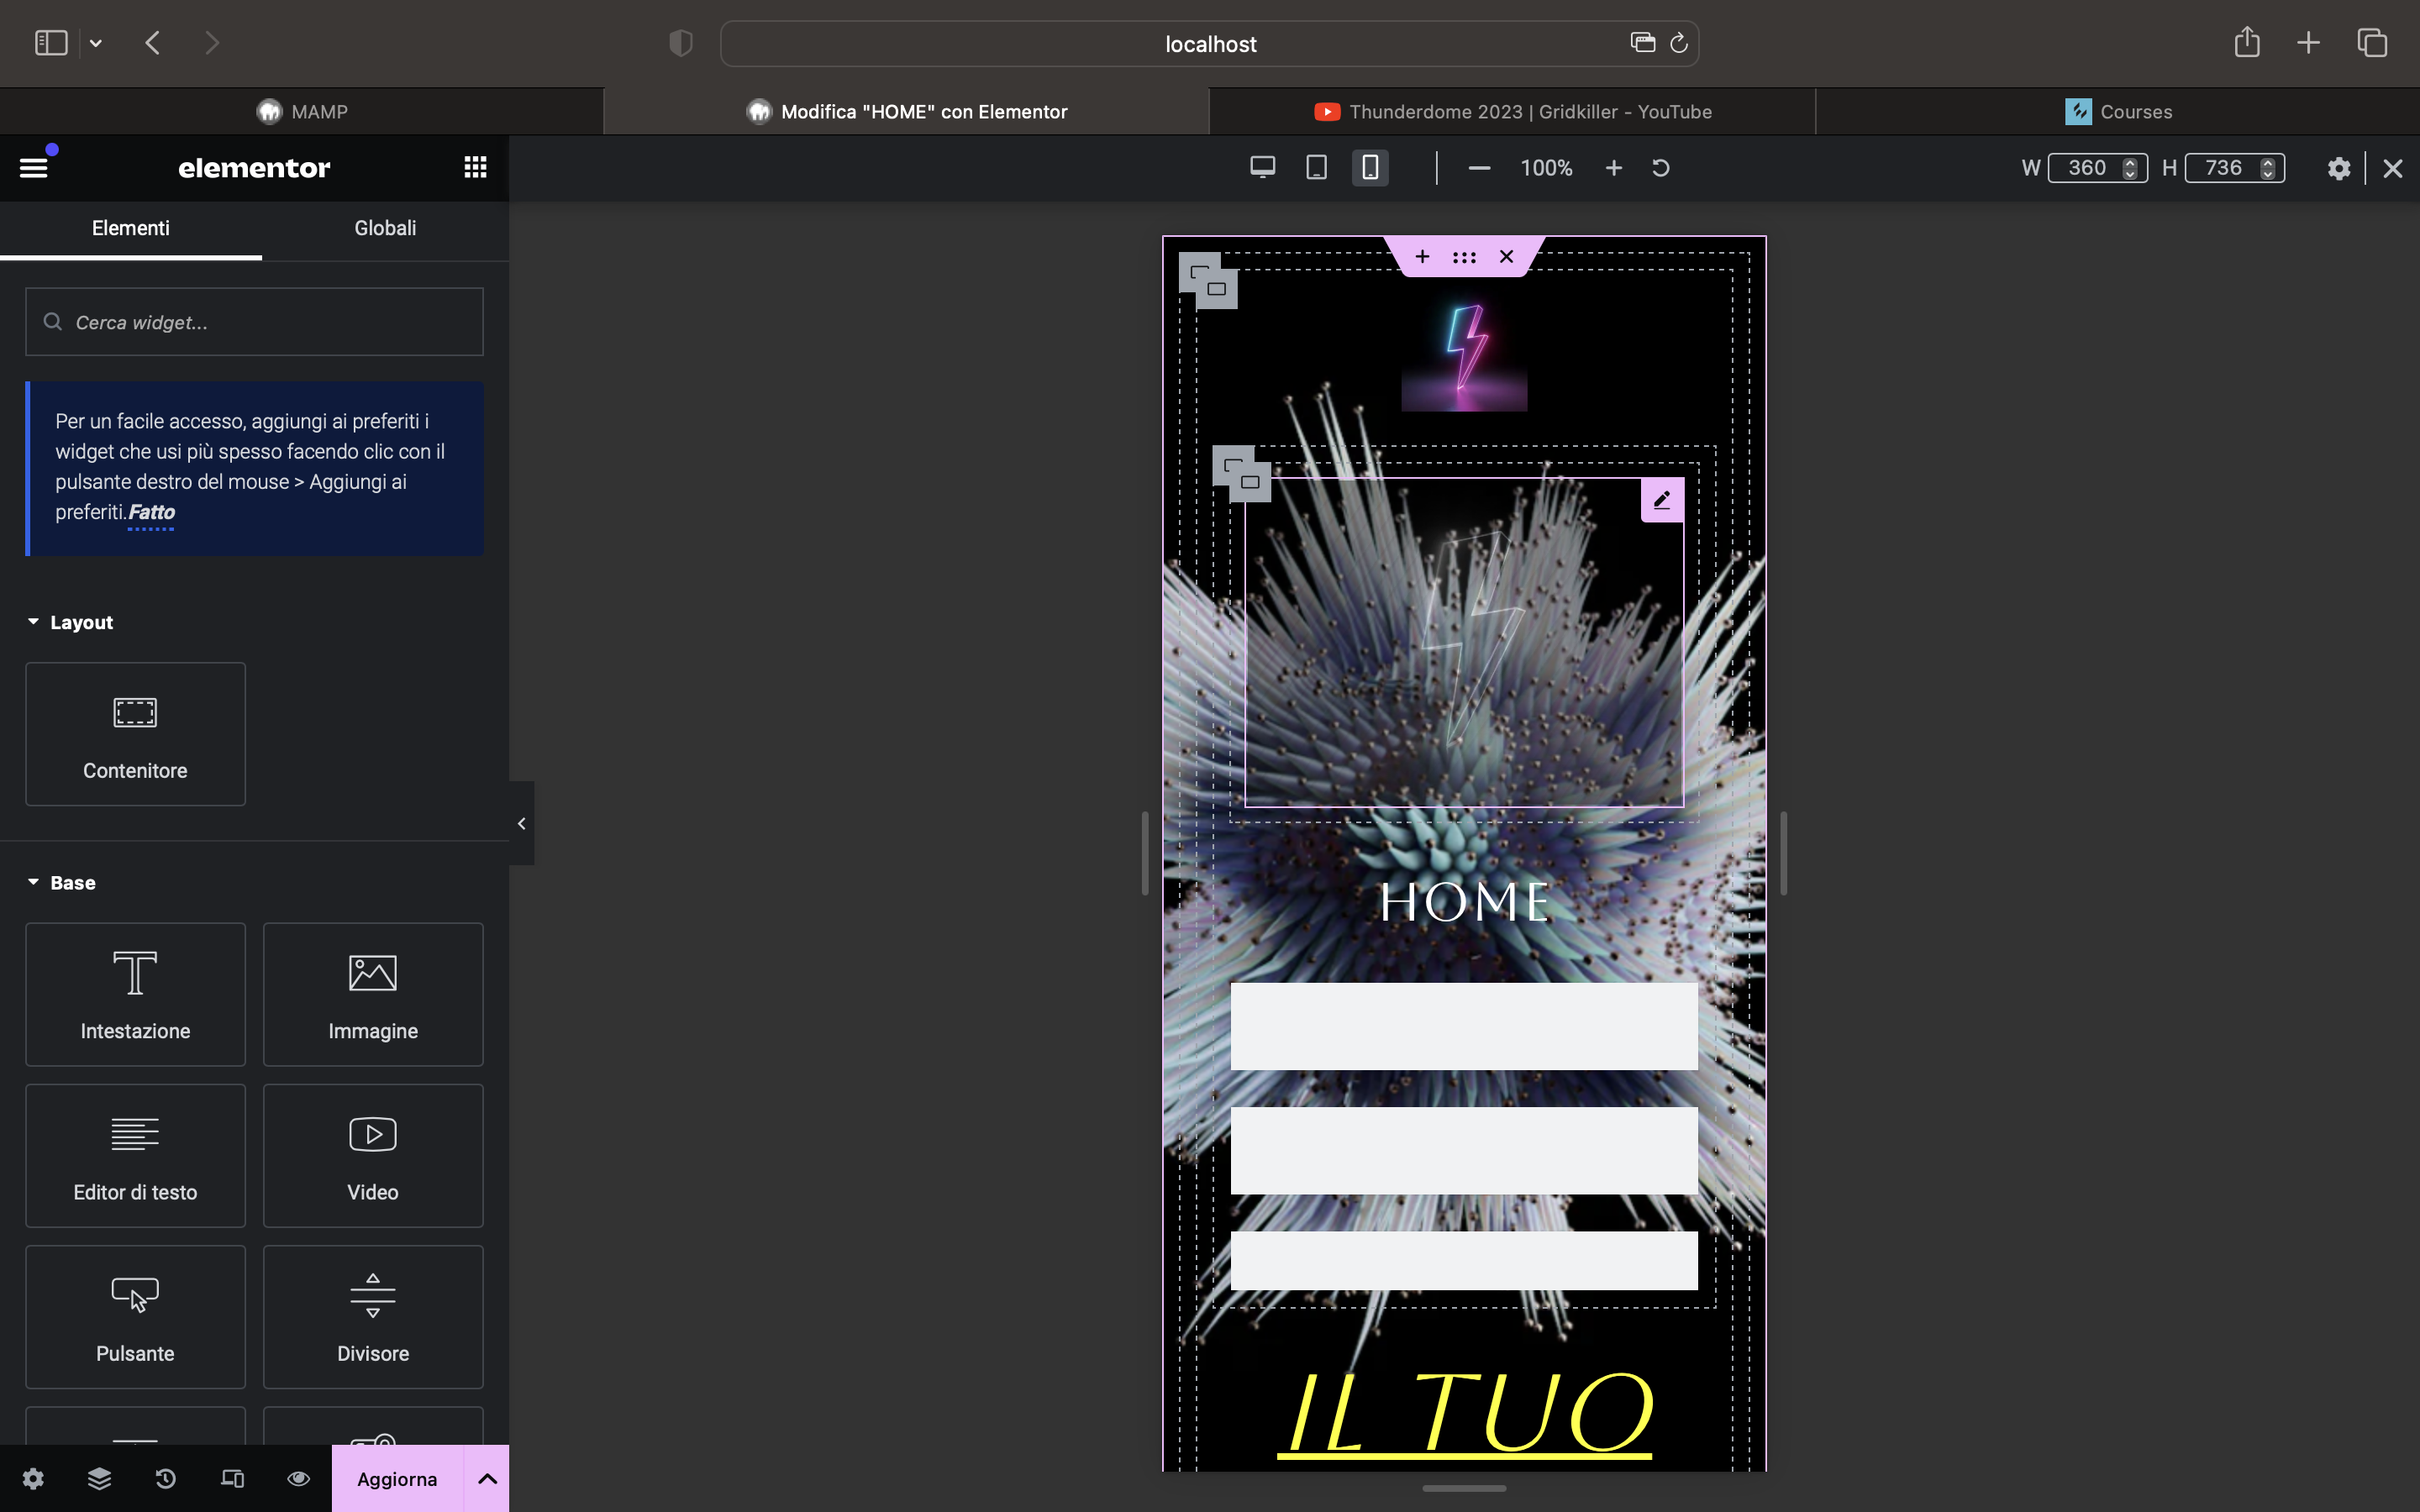 localhost
MAMP
Modifica "HOME" con Elementor
Thunderdome 2023 | Gridkiller - YouTube
Courses
elementor
100%
W 360 H 736
Elementi
Globali
Cerca widget...
Per un facile accesso, aggiungi ai preferiti i
widget che usi più spesso facendo clic con il
pulsante destro del mouse > Aggiungi ai
preferiti.Fatto
Layout
Contenitore
Base
Intestazione
Immagine
Editor di testo
Video
Pulsante
Divisore
Aggiorna
HOME
IL TUO